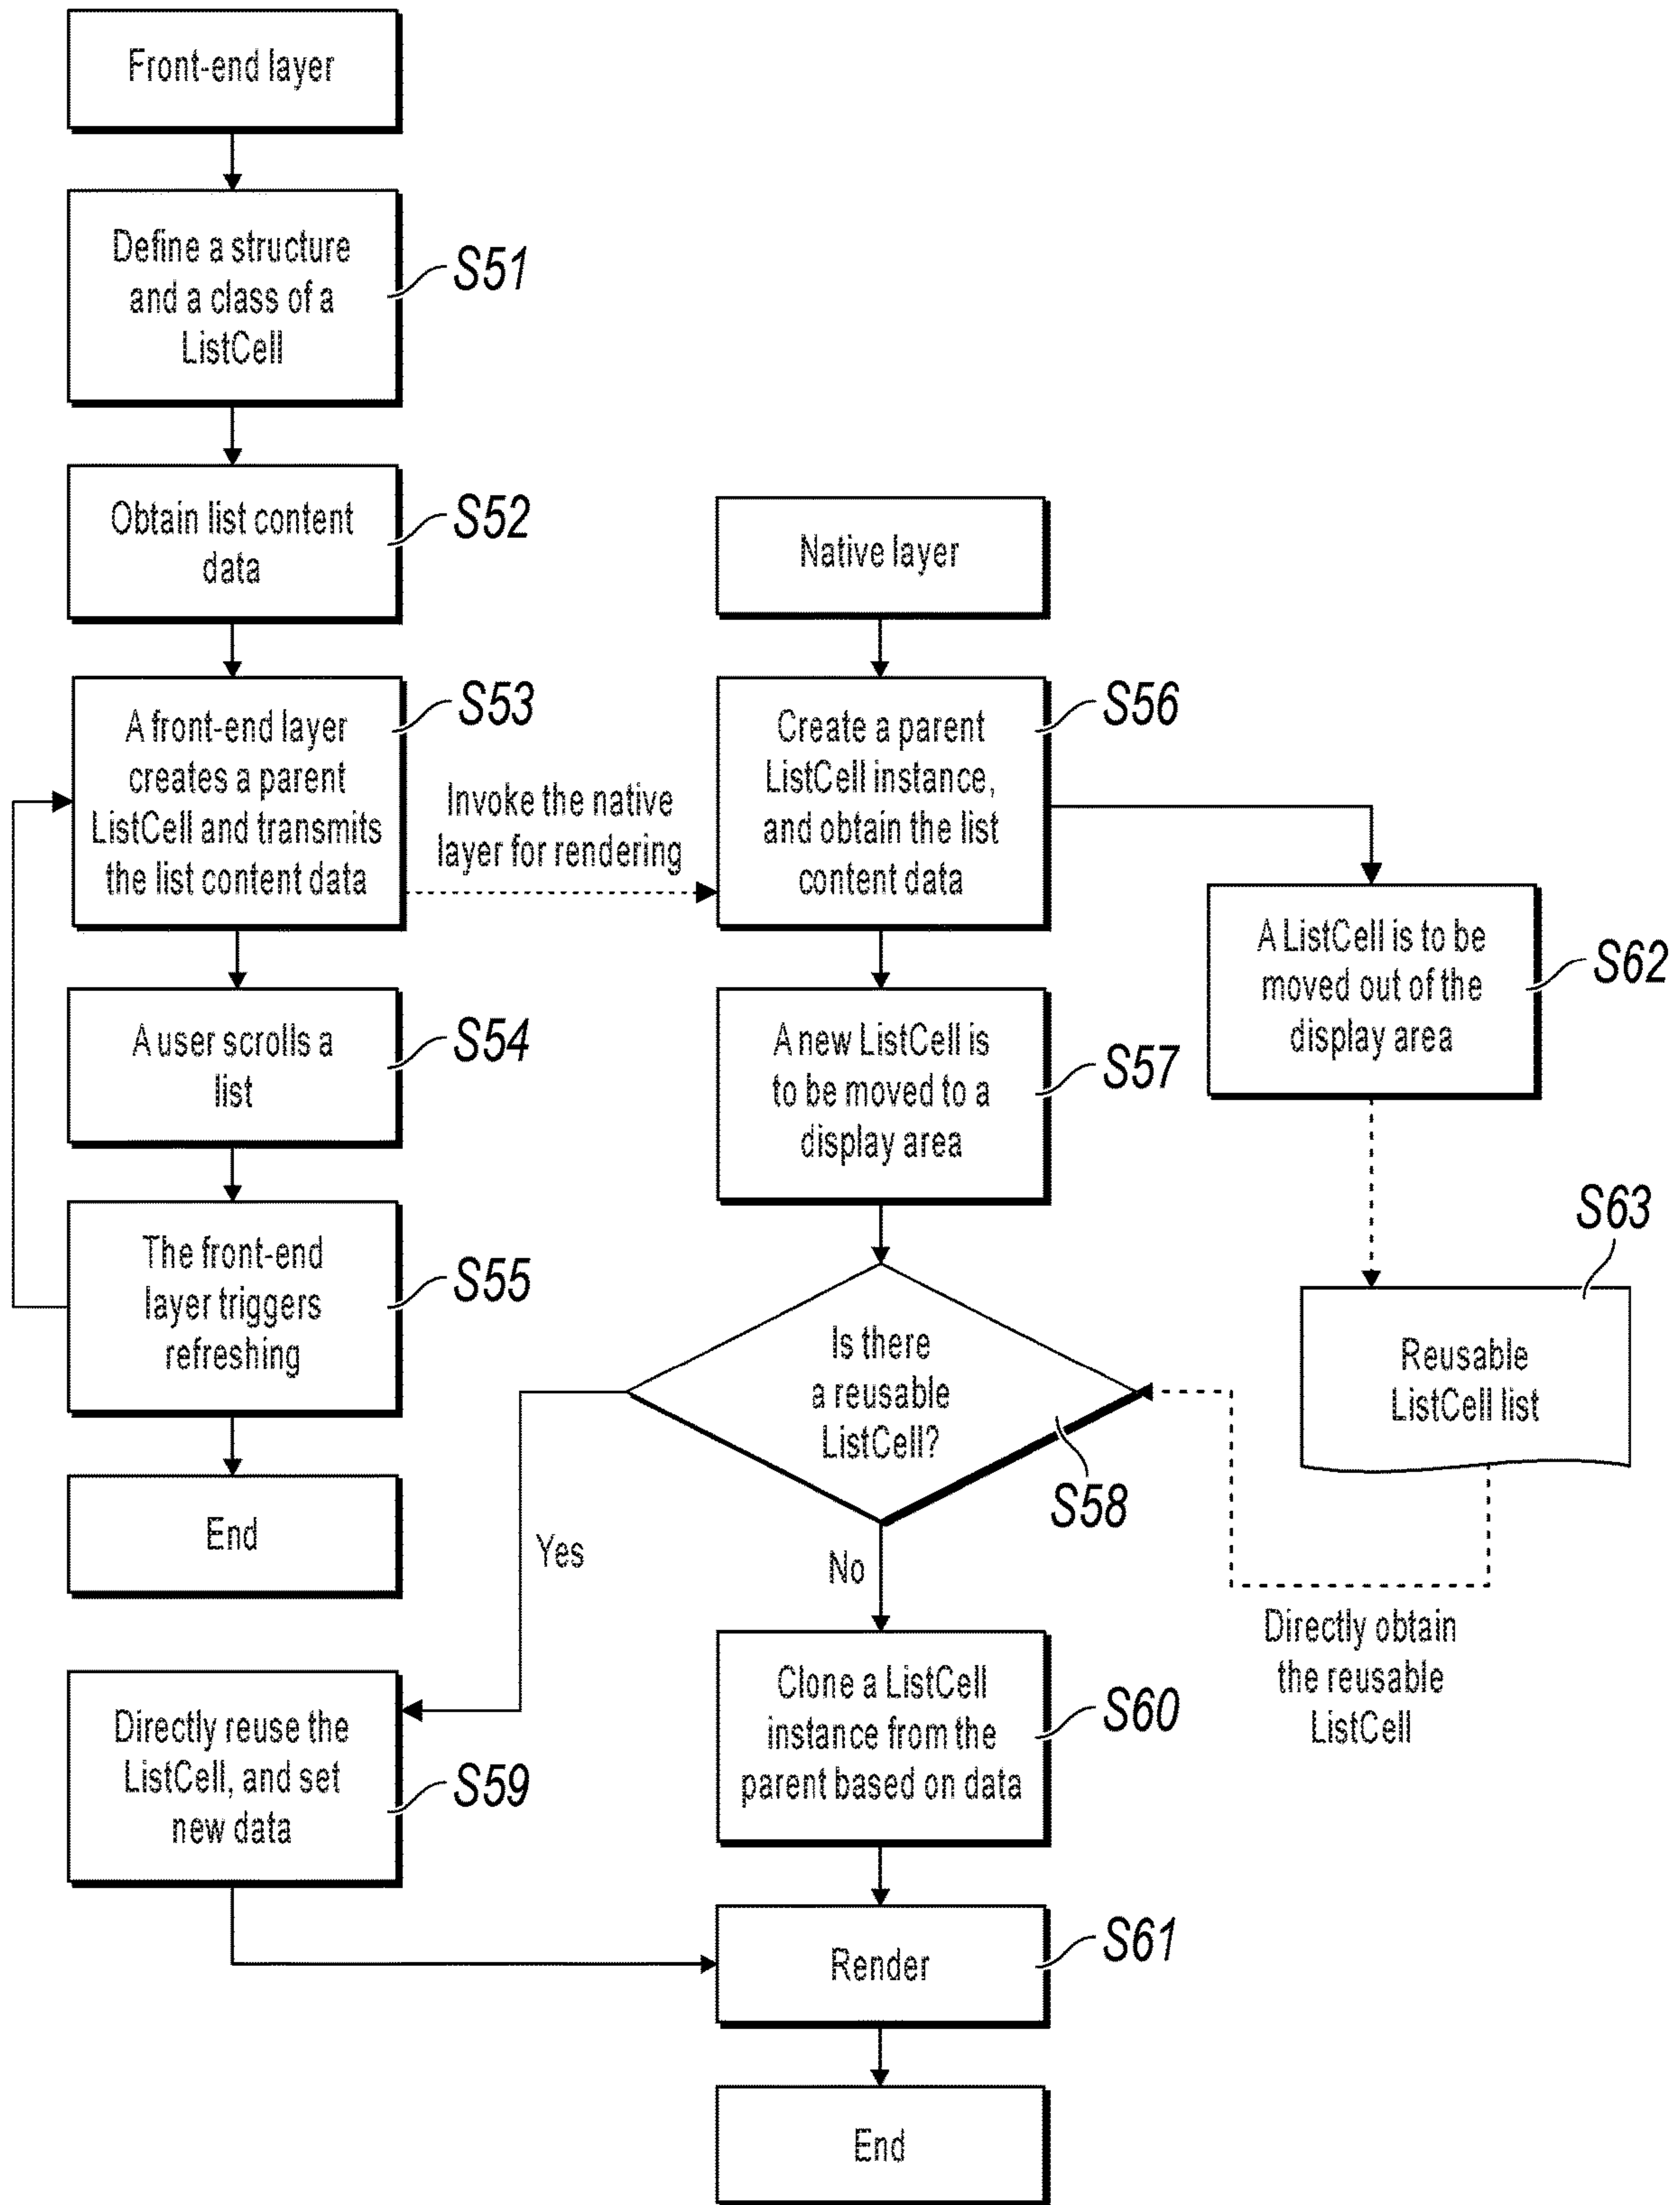 Front-end layer
Define a structure
and a class of a
ListCell
S51
Obtain list content
data
S52
A front-end layer
creates a parent
ListCell and transmits
the list content data
S53
Invoke the native
layer for rendering
A user scrolls a
list
S54
The front-end
layer triggers
refreshing
S55
End
Native layer
Create a parent
ListCell instance,
and obtain the list
content data
S56
A new ListCell is
to be moved to a
display area
S57
Is there
a reusable
ListCell?
S58
Yes
No
Directly reuse the
ListCell, and set
new data
S59
Clone a ListCell
instance from the
parent based on data
S60
Render
S61
End
A ListCell is to be
moved out of the
display area
S62
S63
Reusable
ListCell list
Directly obtain
the reusable
ListCell